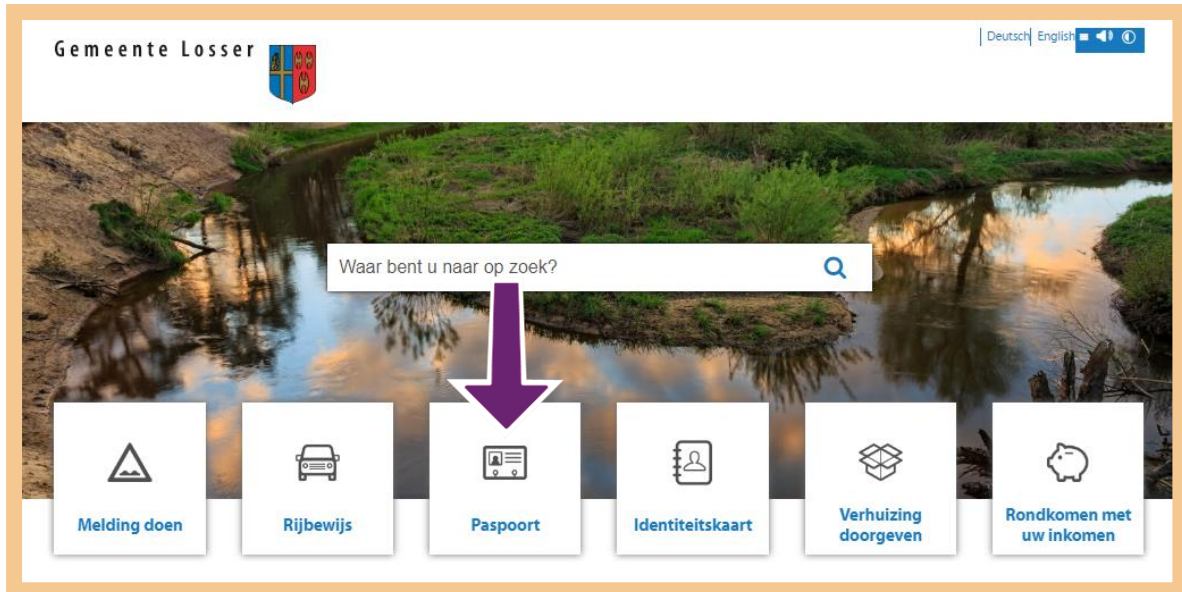 Gemeente Losser
Deutsch English
Waar bent u naar op zoek?
Melding doen
Rijbewijs
Paspoort
Identiteitskaart
Verhuizing
doorgeven
Rondkomen met
uw inkomen